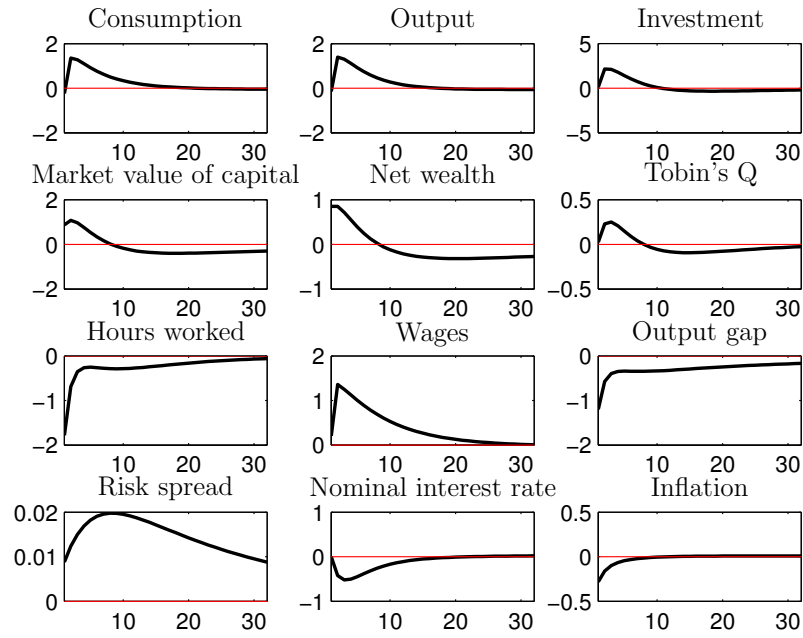 Consumption Output Investment
2 2 5
0 0 0
−2 −2 −5
10 20 30 10 20 30 10 20 30
Market value of capital Net wealth Tobin's Q
2 1 0.5
0 0 0
−2 −1 −0.5
10 20 30 10 20 30 10 20 30
Hours worked Wages Output gap
0 2 0
−1 1 −1
−2 0 −2
10 20 30 10 20 30 10 20 30
Risk spread Nominal interest rate Inflation
0.02 1 0.5
0.01 0 0
0 −1 −0.5
10 20 30 10 20 30 10 20 30